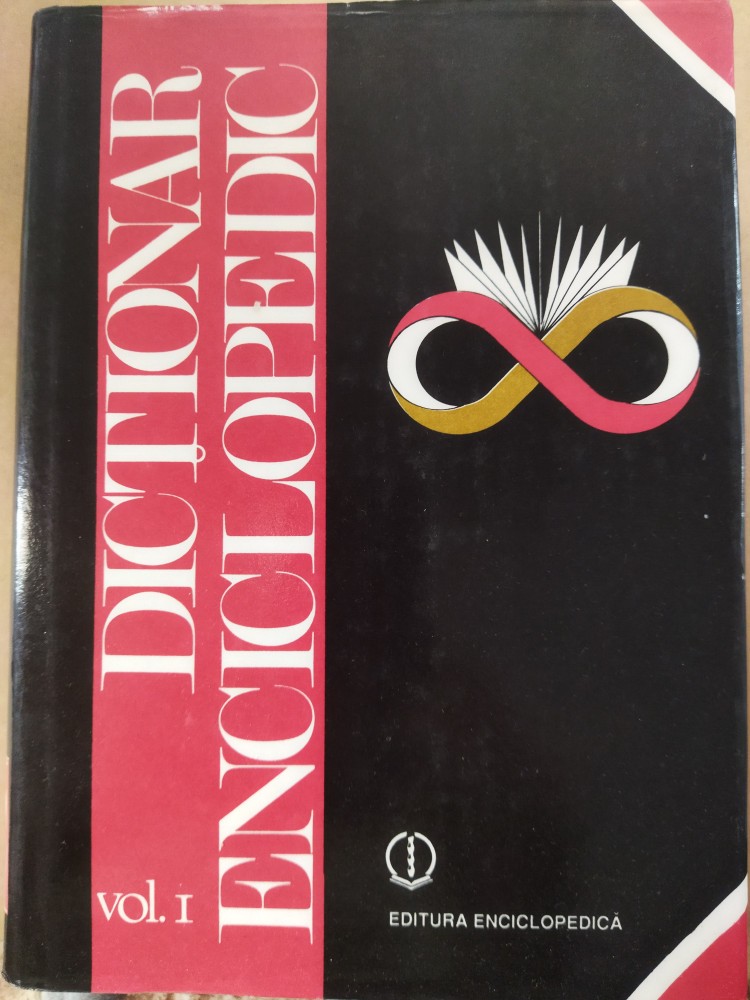 DICȚIONAR
ENCICLOPEDIC
vol. I
EDITURA ENCICLOPEDICĂ